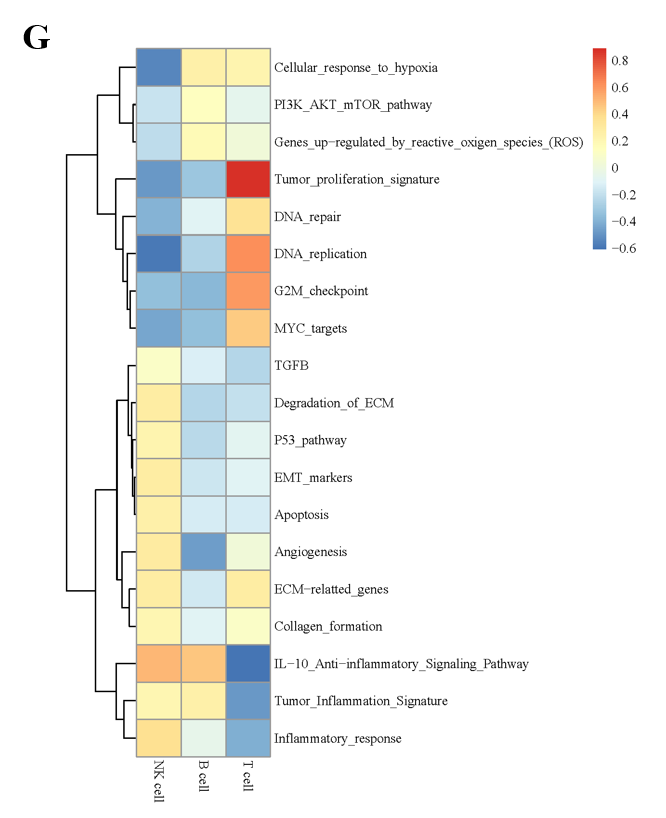 G
Cellular_response_to_hypoxia
PI3K_AKT_mTOR_pathway
Genes_up−regulated_by_reactive_oxigen_species_(ROS)
Tumor_proliferation_signature
DNA_repair
DNA_replication
G2M_checkpoint
MYC_targets
TGFB
Degradation_of_ECM
P53_pathway
EMT_markers
Apoptosis
Angiogenesis
ECM−relatted_genes
Collagen_formation
IL−10_Anti−inflammatory_Signaling_Pathway
Tumor_Inflammation_Signature
Inflammatory_response
NK cell
B cell
T cell
0.8
0.6
0.4
0.2
0
−0.2
−0.4
−0.6